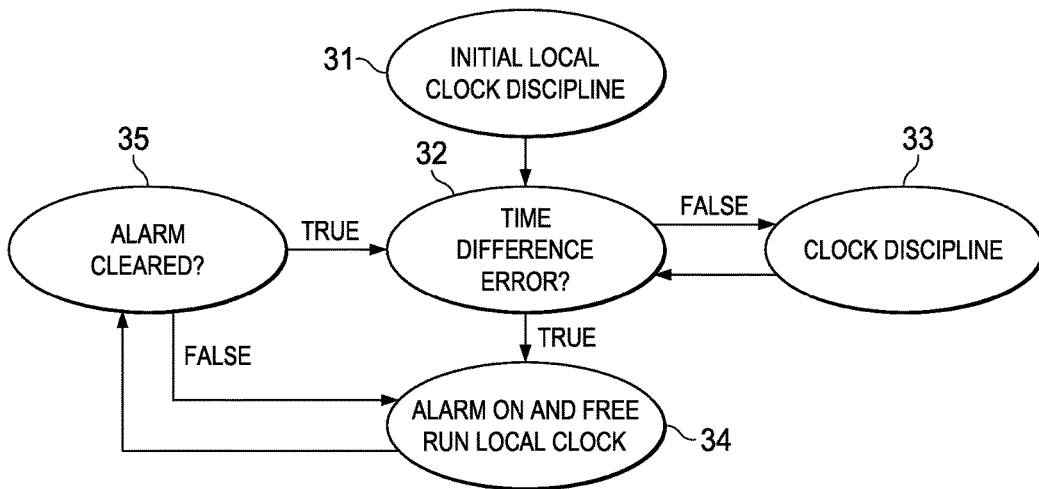 31
INITIAL LOCAL
CLOCK DISCIPLINE
35
32
33
ALARM
CLEARED?
TRUE
TIME
DIFFERENCE
ERROR?
FALSE
CLOCK DISCIPLINE
TRUE
FALSE
ALARM ON AND FREE
RUN LOCAL CLOCK
34